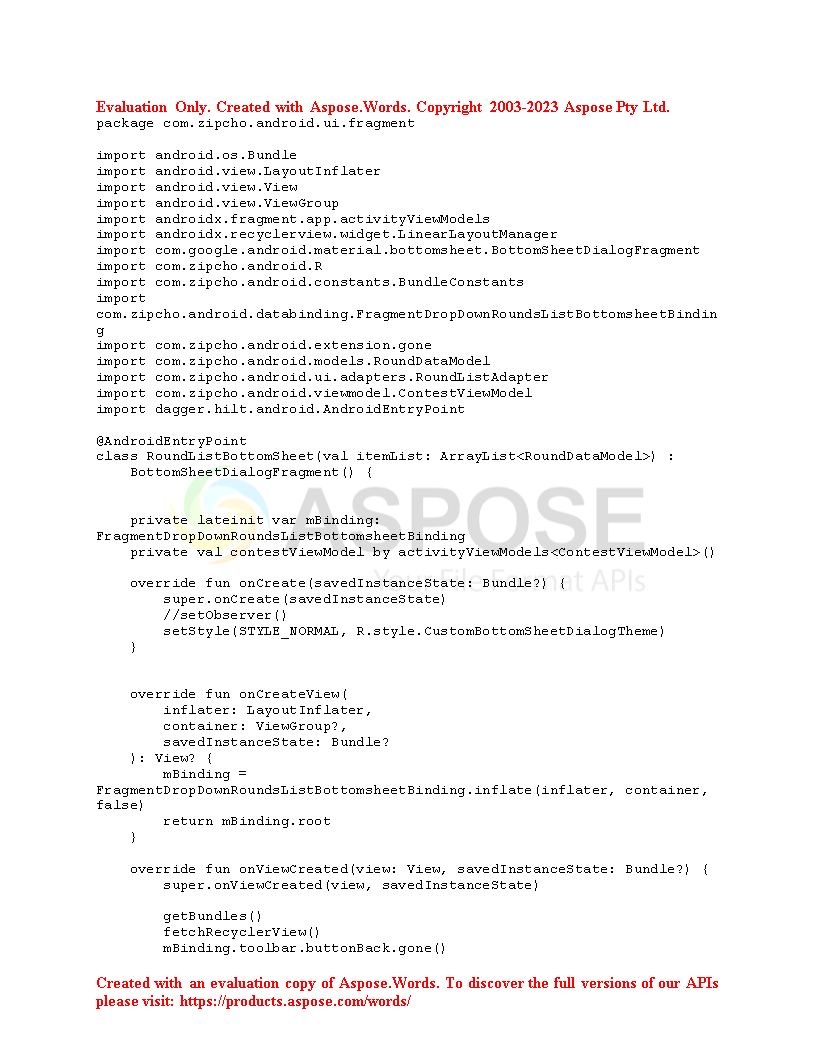 Evaluation Only. Created with Aspose.Words. Copyright 2003-2023 Aspose Pty Ltd.
package com.zipcho.android.ui.fragment

import android.os.Bundle
import android.view.LayoutInflater
import android.view.View
import android.view.ViewGroup
import androidx.fragment.app.activityViewModels
import androidx.recyclerview.widget.LinearLayoutManager
import com.google.android.material.bottomsheet.BottomSheetDialogFragment
import com.zipcho.android.R
import com.zipcho.android.constants.BundleConstants
import
com.zipcho.android.databinding.FragmentDropDownRoundsListBottomsheetBindin
g
import com.zipcho.android.extension.gone
import com.zipcho.android.models.RoundDataModel
import com.zipcho.android.ui.adapters.RoundListAdapter
import com.zipcho.android.viewmodel.ContestViewModel
import dagger.hilt.android.AndroidEntryPoint

@AndroidEntryPoint
class RoundListBottomSheet(val itemList: ArrayList<RoundDataModel>) :
    BottomSheetDialogFragment() {

ASPOSE
    private lateinit var mBinding:
FragmentDropDownRoundsListBottomsheetBinding
    private val contestViewModel by activityViewModels<ContestViewModel>()

Your File Format APIs
    override fun onCreate(savedInstanceState: Bundle?) {
        super.onCreate(savedInstanceState)
        //setObserver()
        setStyle(STYLE_NORMAL, R.style.CustomBottomSheetDialogTheme)
    }


    override fun onCreateView(
        inflater: LayoutInflater,
        container: ViewGroup?,
        savedInstanceState: Bundle?
    ): View? {
        mBinding =
FragmentDropDownRoundsListBottomsheetBinding.inflate(inflater, container,
false)
        return mBinding.root
    }

    override fun onViewCreated(view: View, savedInstanceState: Bundle?) {
        super.onViewCreated(view, savedInstanceState)

        getBundles()
        fetchRecyclerView()
        mBinding.toolbar.buttonBack.gone()

Created with an evaluation copy of Aspose.Words. To discover the full versions of our APIs
please visit: https://products.aspose.com/words/